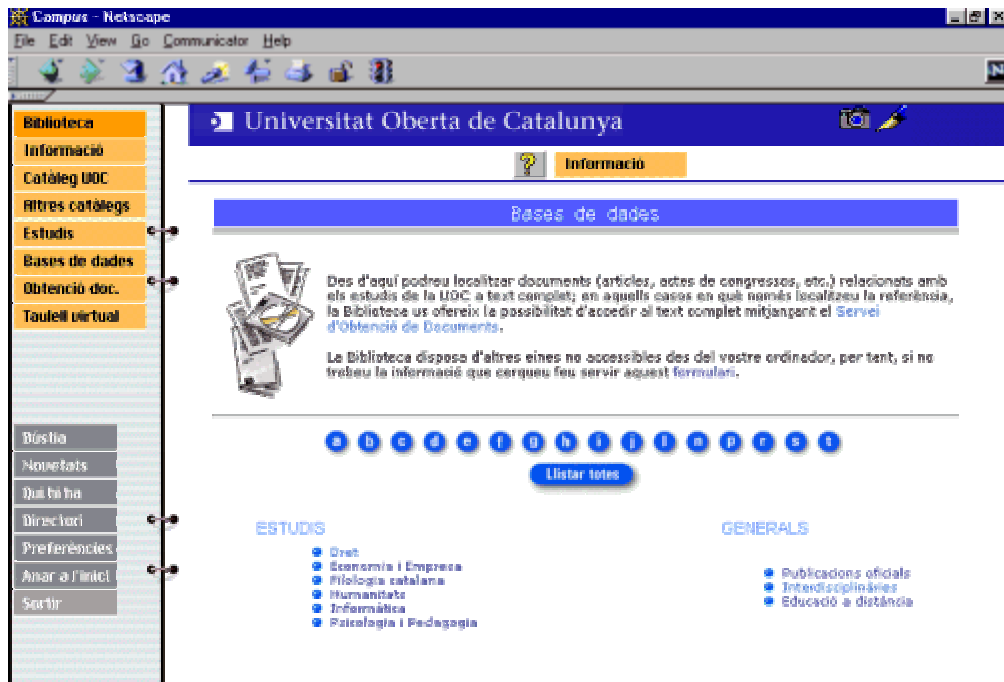 Campus - Netscape
File Edit View Go Communicator Help
Biblioteca
Informació
Catàleg UOC
Altres catàlegs
Estudis
Bases de dades
Obtenció doc.
Taulell virtual
Bústia
Novetats
Qui hi ha
Directori
Preferències
Anar a l'inici
Sortir
Universitat Oberta de Catalunya
? Informació
Bases de dades
Des d'aquí podreu localitzar documents (articles, actes de congressos, etc.) relacionats amb
els estudis de la UOC a text complet; en aquells casos en què només localitzeu la referència,
la Biblioteca us ofereix la possibilitat d'accedir al text complet mitjançant el Servei
d'Obtenció de Documents.
La Biblioteca disposa d'altres eines no accessibles des del vostre ordinador, per tant, si no
trobeu la informació que cerqueu feu servir aquest formulari.
a b c d e f g h i j l n p r s t
Llistar totes
ESTUDIS
Dret
Economia i Empresa
Filologia catalana
Humanitats
Informàtica
Psicologia i Pedagogia
GENERALS
Publicacions oficials
Interdisciplinàries
Educació a distància